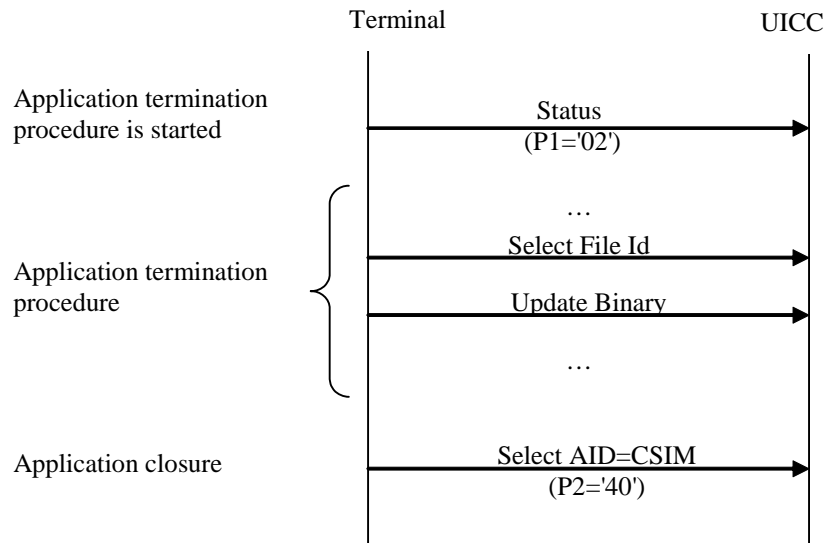 Terminal
UICC
Application termination
procedure is started
Status
(P1='02')
…
Select File Id
Application termination
procedure
Update Binary
…
Application closure
Select AID=CSIM
(P2='40')